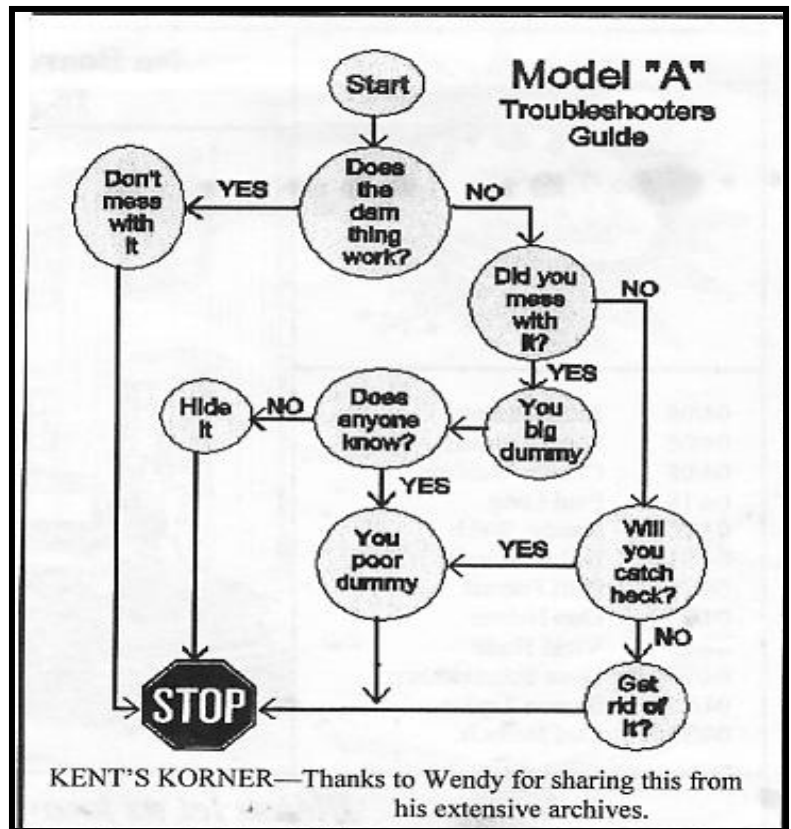 Model "A"
Troubleshooters
Guide
Start
Does
the
darn
thing
work?
YES
NO
Don't
mess
with
it
Did you
mess
with
it?
NO
YES
You
big
dummy
Does
anyone
know?
NO
Hide
it
YES
You
poor
dummy
Will
you
catch
heck?
YES
NO
Get
rid of
it?
STOP
KENT'S KORNER—Thanks to Wendy for sharing this from
his extensive archives.